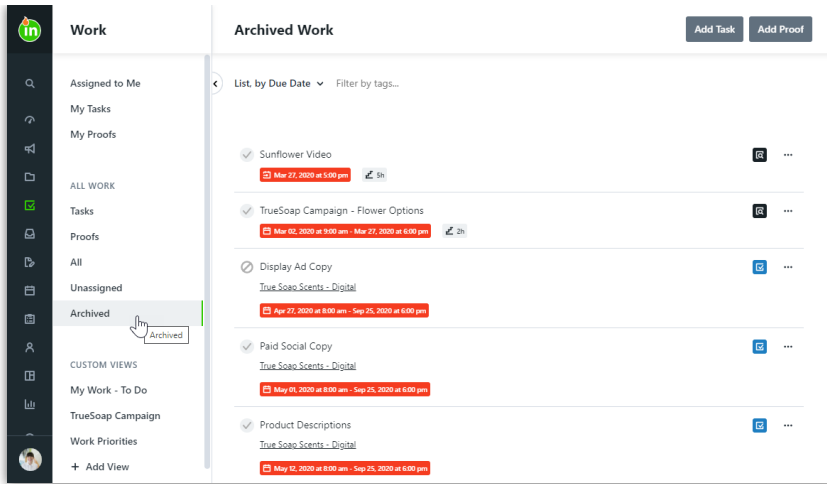 in
Work
Archived Work
Add Task
Add Proof
Assigned to Me
My Tasks
My Proofs
ALL WORK
Tasks
Proofs
All
Unassigned
Archived
Archived
CUSTOM VIEWS
My Work - To Do
TrueSoap Campaign
Work Priorities
+ Add View
List, by Due Date
Filter by tags...
Sunflower Video
Mar 27, 2020 at 5:00 pm
5h
TrueSoap Campaign - Flower Options
Mar 02, 2020 at 9:00 am - Mar 27, 2020 at 6:00 pm
2h
Display Ad Copy
True Soap Scents - Digital
Apr 27, 2020 at 8:00 am - Sep 25, 2020 at 6:00 pm
Paid Social Copy
True Soap Scents - Digital
May 01, 2020 at 8:00 am - Sep 25, 2020 at 6:00 pm
Product Descriptions
True Soap Scents - Digital
May 12, 2020 at 8:00 am - Sep 25, 2020 at 6:00 pm